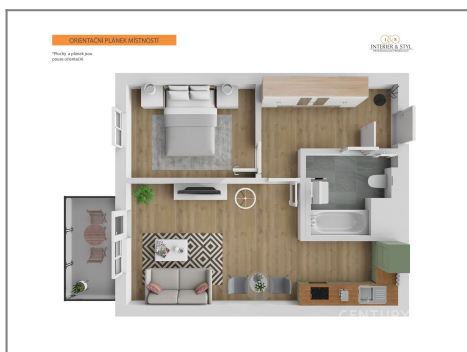 ORIENTAČNÍ PLÁNEK MÍSTNOSTÍ
*Plochy a plánek jsou
pouze orientační
INTERIER & STYL
CENTURY